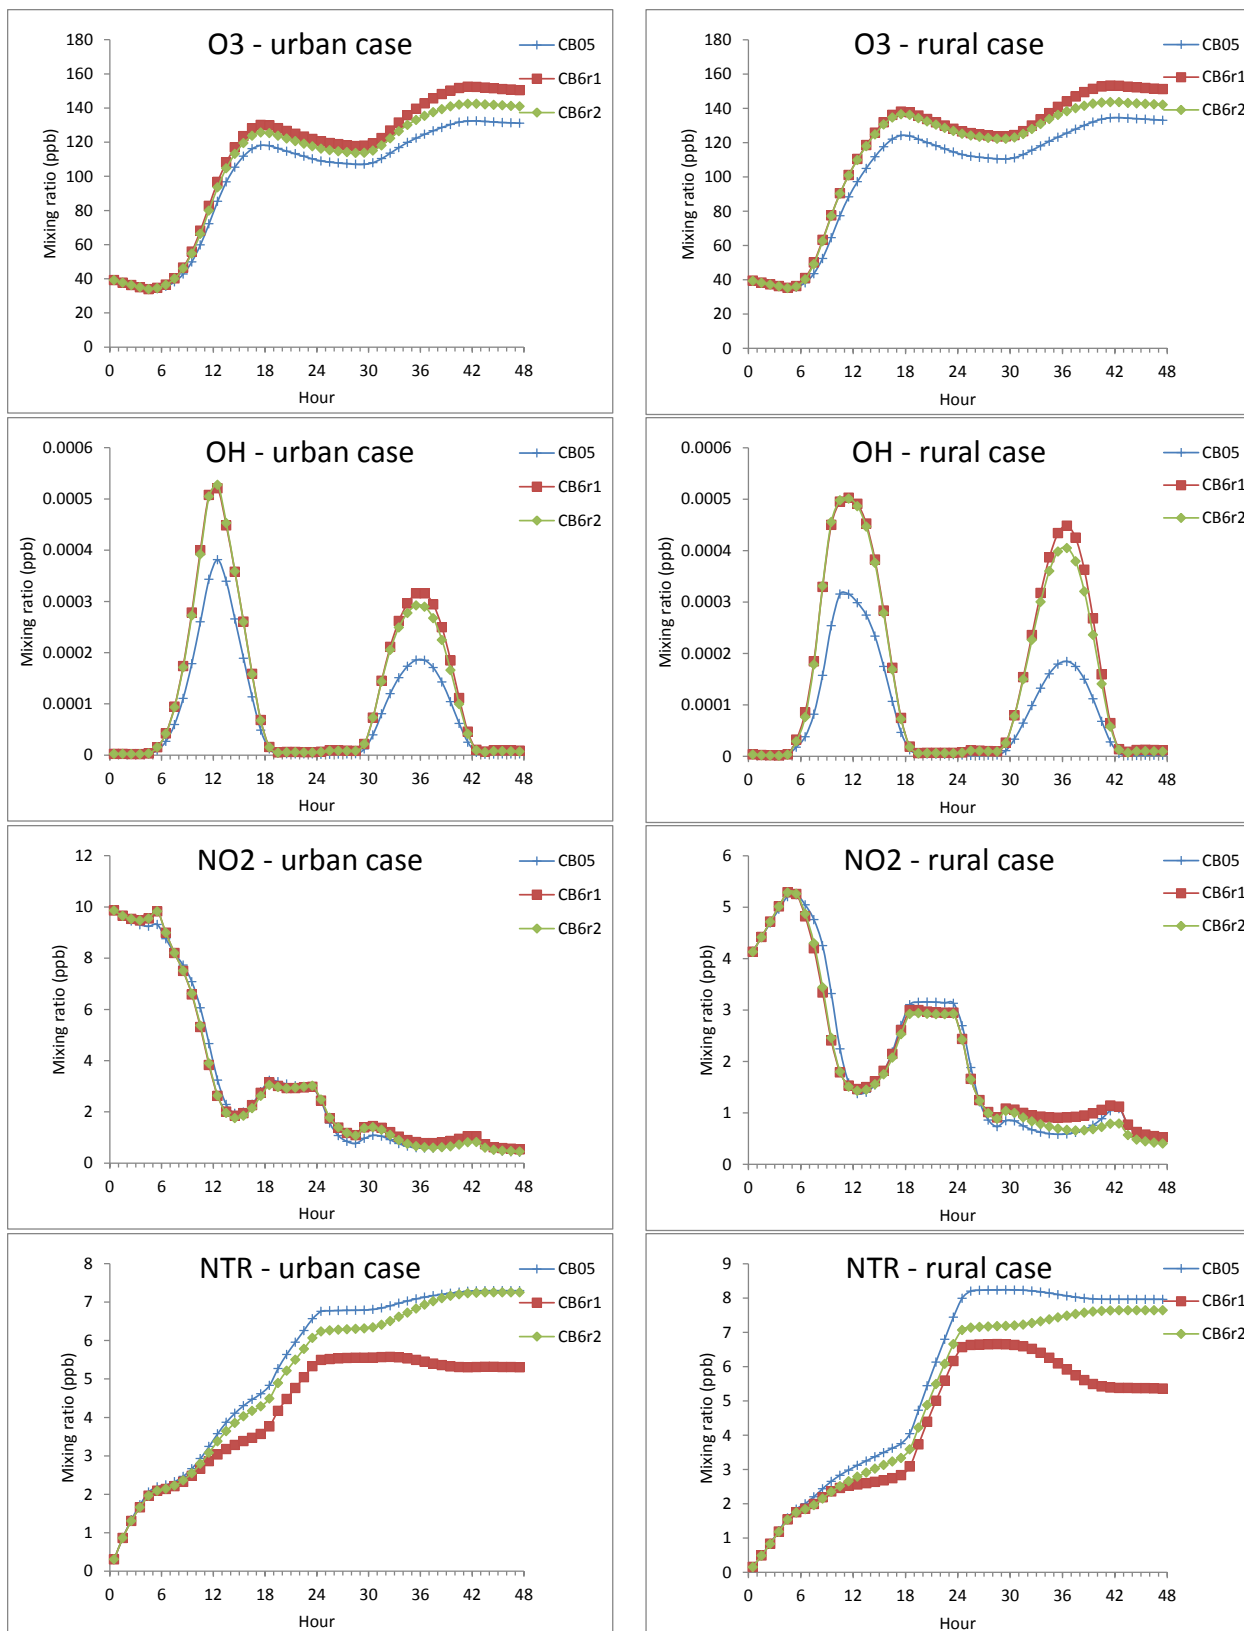 O3 - urban case
Mixing ratio (ppb)
180
160
140
120
100
80
60
40
20
0
0 6 12 18 24 30 36 42 48
Hour
CB05
CB6r1
CB6r2
O3 - rural case
Mixing ratio (ppb)
180
160
140
120
100
80
60
40
20
0
0 6 12 18 24 30 36 42 48
Hour
CB05
CB6r1
CB6r2
OH - urban case
Mixing ratio (ppb)
0.0006
0.0005
0.0004
0.0003
0.0002
0.0001
0
0 6 12 18 24 30 36 42 48
Hour
CB05
CB6r1
CB6r2
OH - rural case
Mixing ratio (ppb)
0.0006
0.0005
0.0004
0.0003
0.0002
0.0001
0
0 6 12 18 24 30 36 42 48
Hour
CB05
CB6r1
CB6r2
NO2 - urban case
Mixing ratio (ppb)
12
10
8
6
4
2
0
0 6 12 18 24 30 36 42 48
Hour
CB05
CB6r1
CB6r2
NO2 - rural case
Mixing ratio (ppb)
6
5
4
3
2
1
0
0 6 12 18 24 30 36 42 48
Hour
CB05
CB6r1
CB6r2
NTR - urban case
Mixing ratio (ppb)
8
7
6
5
4
3
2
1
0
0 6 12 18 24 30 36 42 48
Hour
CB05
CB6r1
CB6r2
NTR - rural case
Mixing ratio (ppb)
9
8
7
6
5
4
3
2
1
0
0 6 12 18 24 30 36 42 48
Hour
CB05
CB6r1
CB6r2